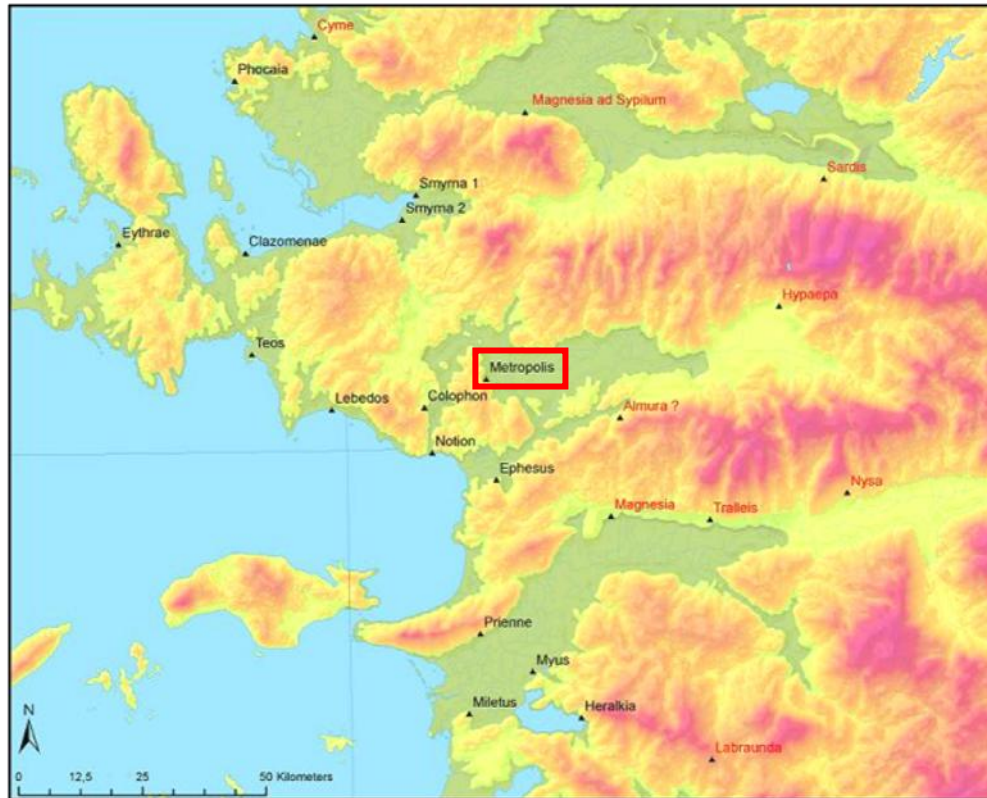 Cyme
Phocaia
Magnesia ad Sypilum
Sardis
Smyrna 1
Smyrna 2
Eythrae
Clazomenae
Hypaepa
Teos
Metropolis
Lebedos
Colophon
Almura ?
Notion
Ephesus
Nysa
Magnesia
Tralleis
Prienne
Myus
Miletus
Heralkia
Labraunda
N
0 12,5 25 50 Kilometers